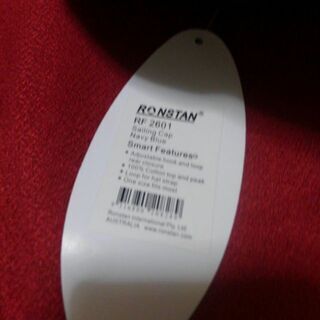 RONSTAN®
RF 2601
Sailing Cap
Navy Blue
Smart Features:
• Adjustable hook and loop
rear closure
• 100% Cotton top and peak
• Loop for hat strap
• One size fits most
Ronstan International Pty. Ltd
AUSTRALIA www.ronstan.com